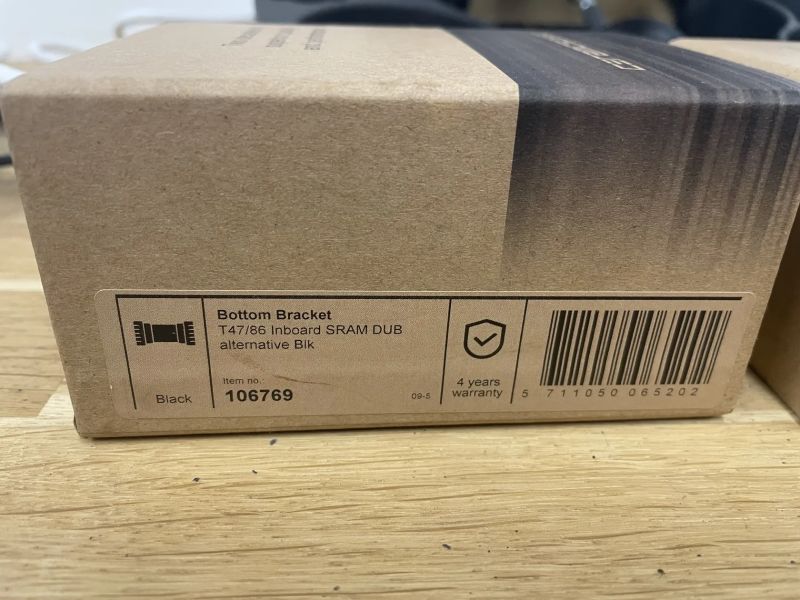 Bottom Bracket
T47/86 Inboard SRAM DUB
alternative Blk
Black
Item no.
106769
09-5
4 years
warranty
5 711050 065202